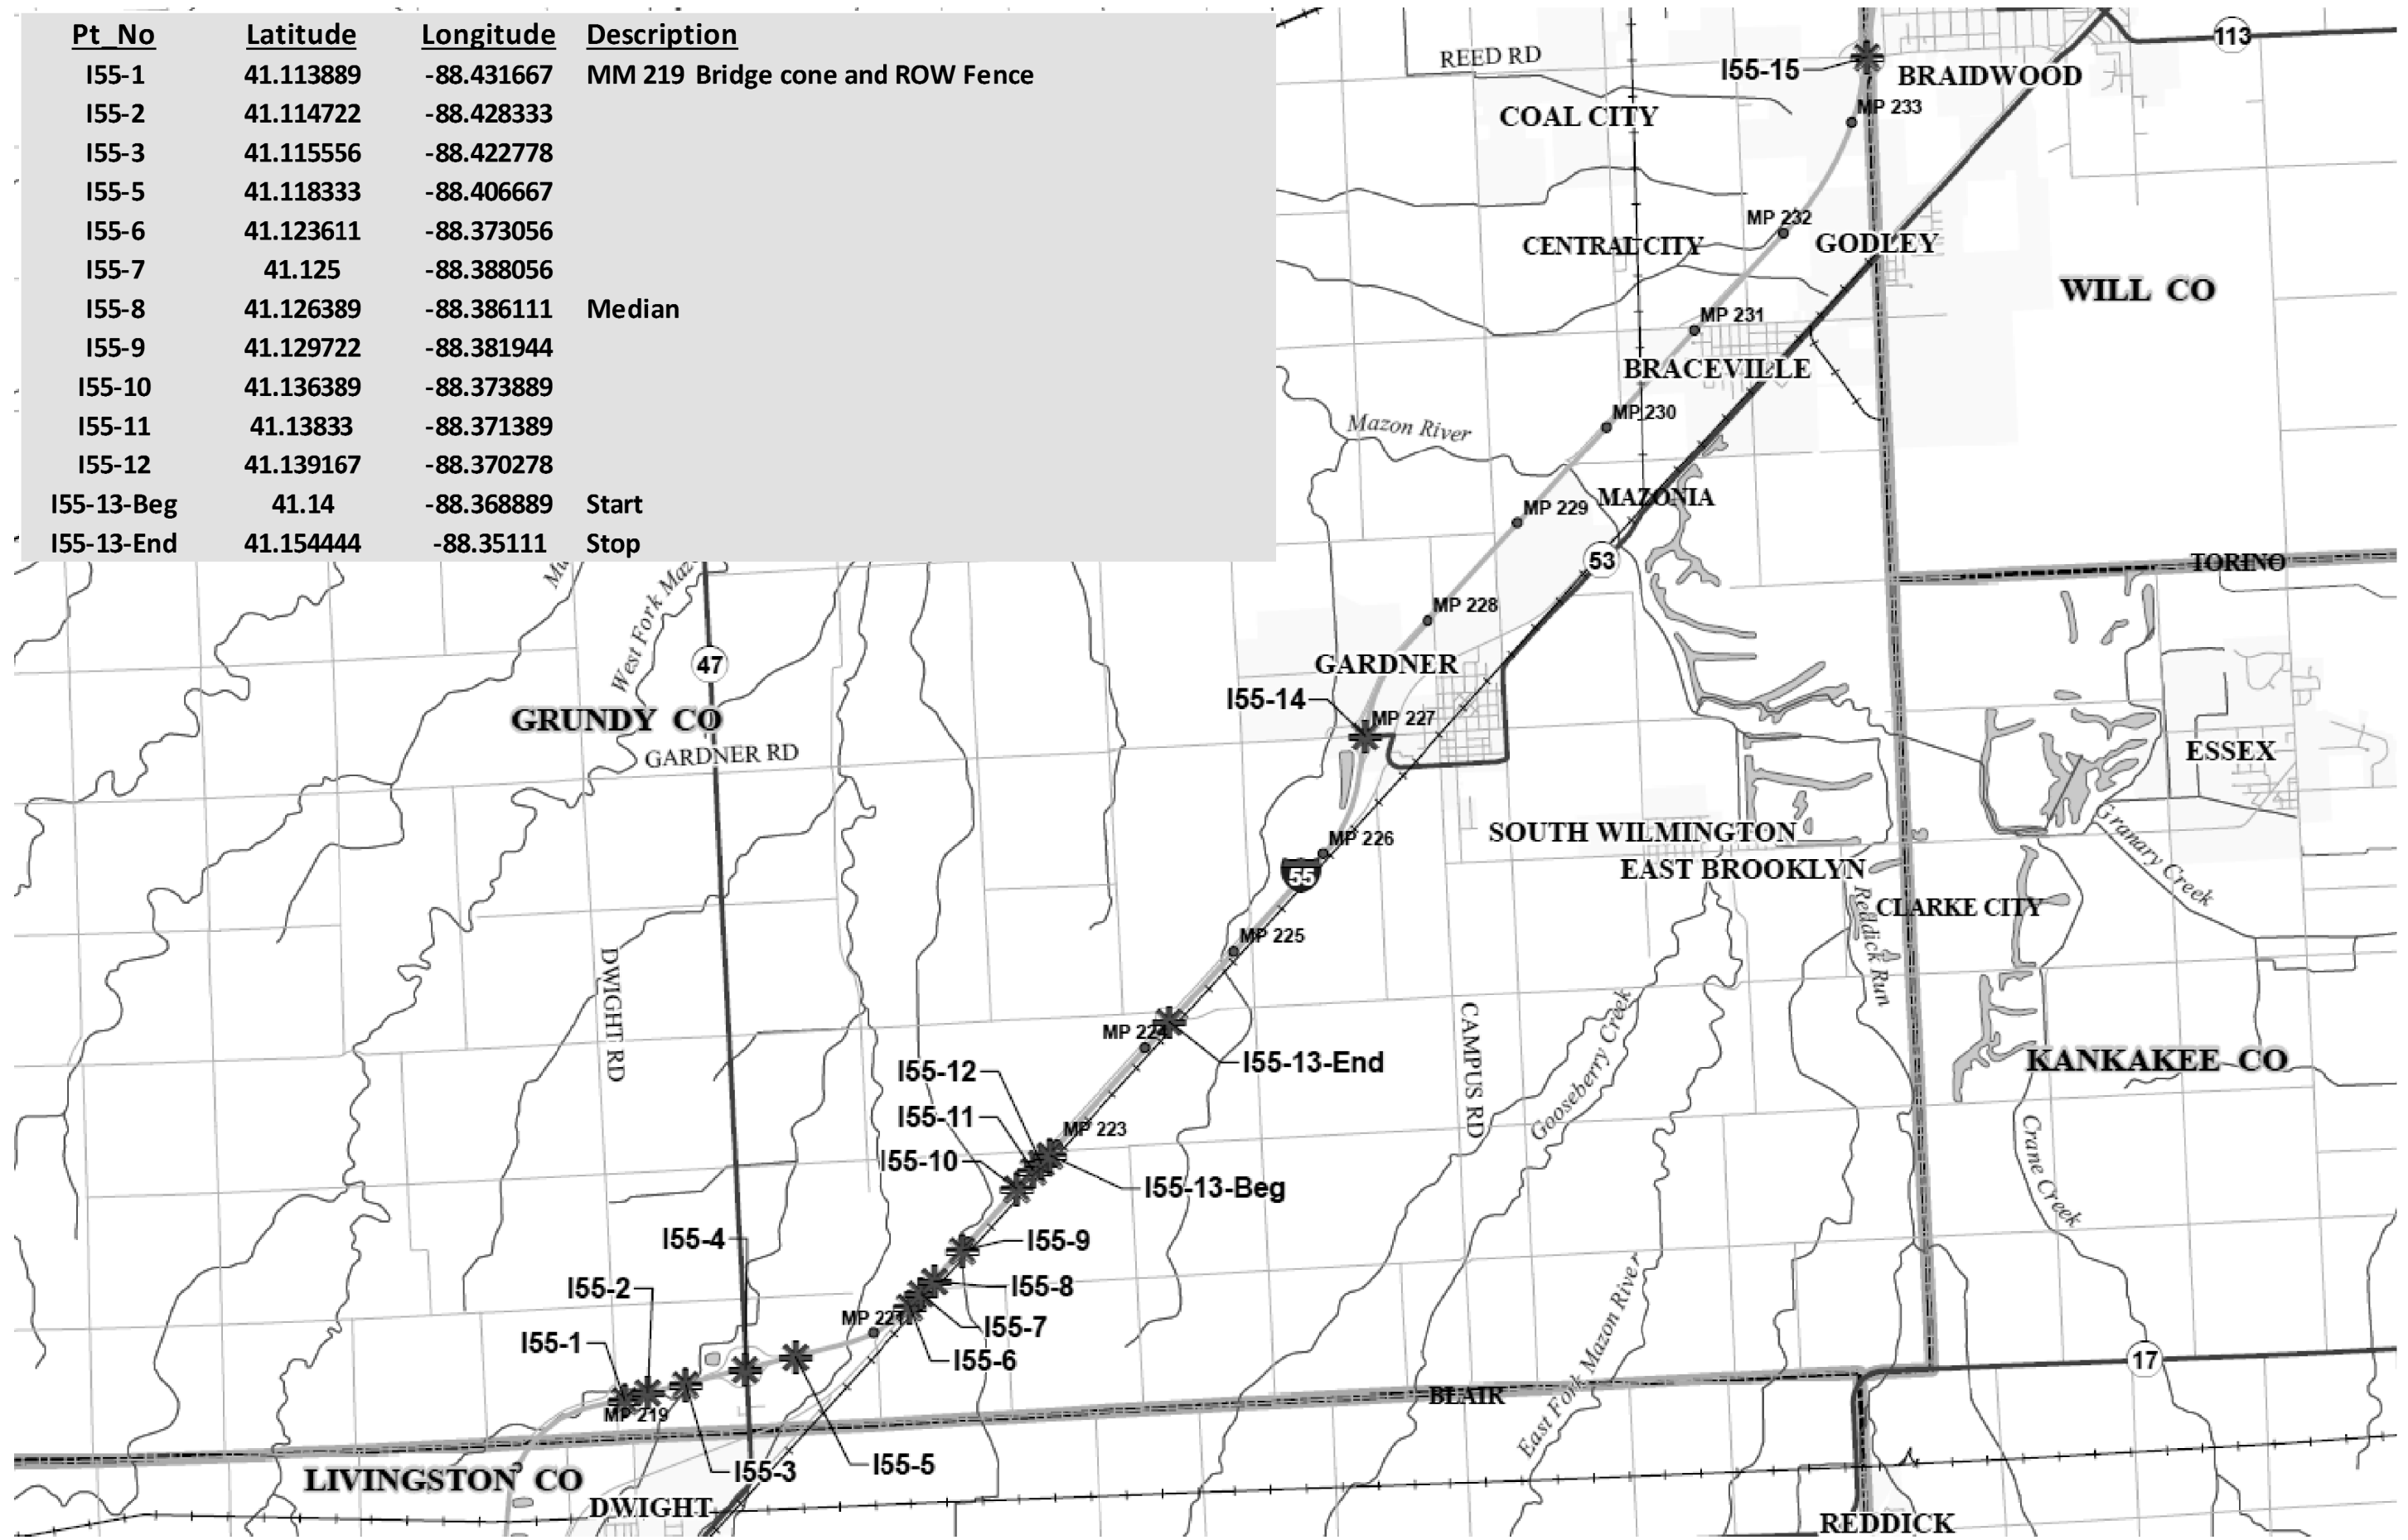 Pt_No Latitude Longitude Description
I55-1 41.113889 -88.431667 MM 219 Bridge cone and ROW Fence
I55-2 41.114722 -88.428333
I55-3 41.115556 -88.422778
I55-5 41.118333 -88.406667
I55-6 41.123611 -88.373056
I55-7 41.125 -88.388056
I55-8 41.126389 -88.386111 Median
I55-9 41.129722 -88.381944
I55-10 41.136389 -88.373889
I55-11 41.13833 -88.371389
I55-12 41.139167 -88.370278
I55-13-Beg 41.14 -88.368889 Start
I55-13-End 41.154444 -88.35111 Stop
113
REED RD
I55-15
BRAIDWOOD
MP 233
COAL CITY
MP 232
CENTRAL CITY
GODLEY
WILL CO
MP 231
BRACEVILLE
MP 230
Mazon River
MAZONIA
MP 229
53
TORINO
West Fork
MP 228
47
GARDNER
I55-14
MP 227
GRUNDY CO
GARDNER RD
ESSEX
SOUTH WILMINGTON
MP 226
EAST BROOKLYN
Granary Creek
55
CLARKE CITY
Reddick Run
MP 225
DWIGHT RD
CAMPUS RD
Gooseberry Creek
MP 224
I55-13-End
KANKAKEE CO
I55-12
I55-11
MP 223
I55-10
I55-13-Beg
Crane Creek
I55-4
I55-9
I55-2
I55-8
East Fork Mazon River
I55-1
MP 221
I55-7
I55-6
17
MP 219
BLAIR
I55-3
I55-5
LIVINGSTON CO
DWIGHT
REDDICK